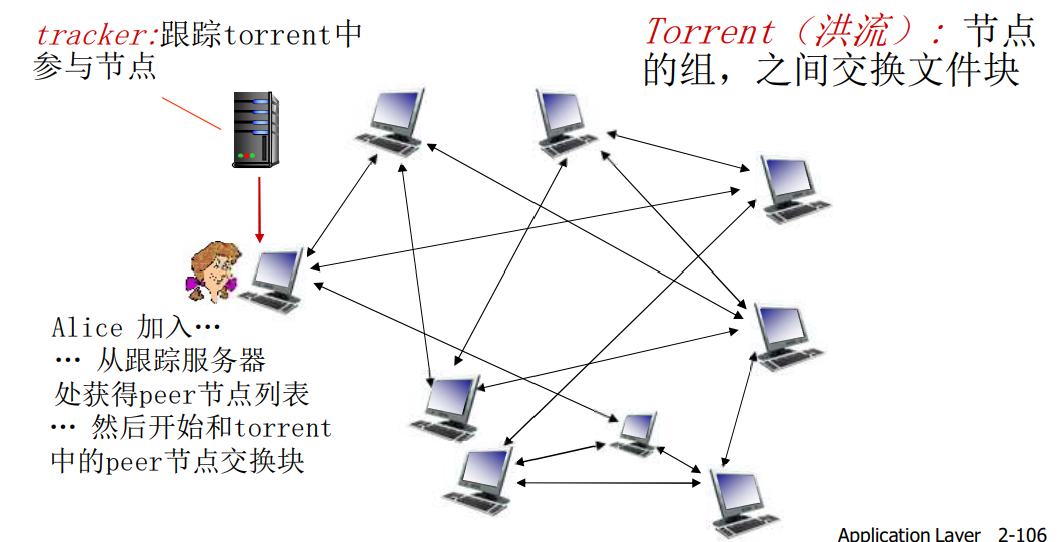 tracker:跟踪torrent中
参与节点
Torrent（洪流）: 节点
的组，之间交换文件块
Alice 加入…
… 从跟踪服务器
处获得peer节点列表
… 然后开始和torrent
中的peer节点交换块
Application Layer 2-106